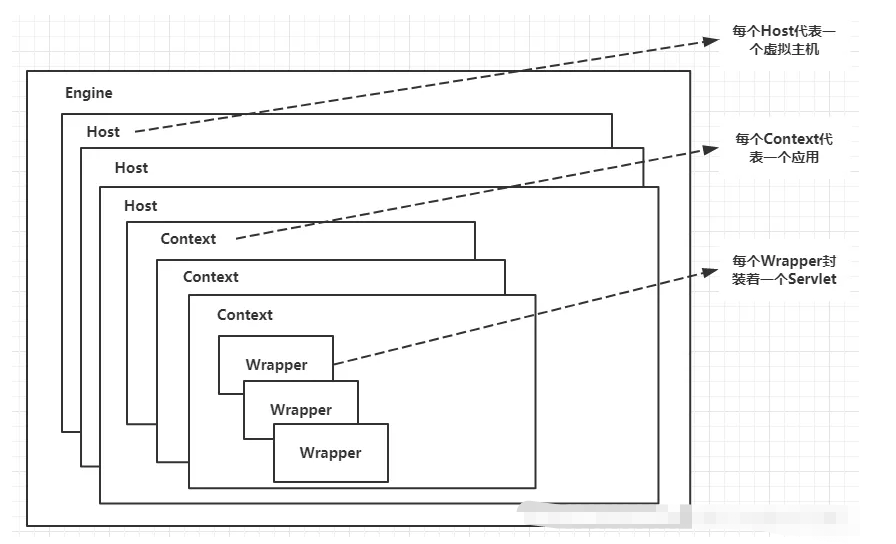 每个Host代表一
个虚拟主机
Engine
Host
每个Context代
表一个应用
Host
Host
Context
每个Wrapper封
装着一个Servlet
Context
Context
Wrapper
Wrapper
Wrapper